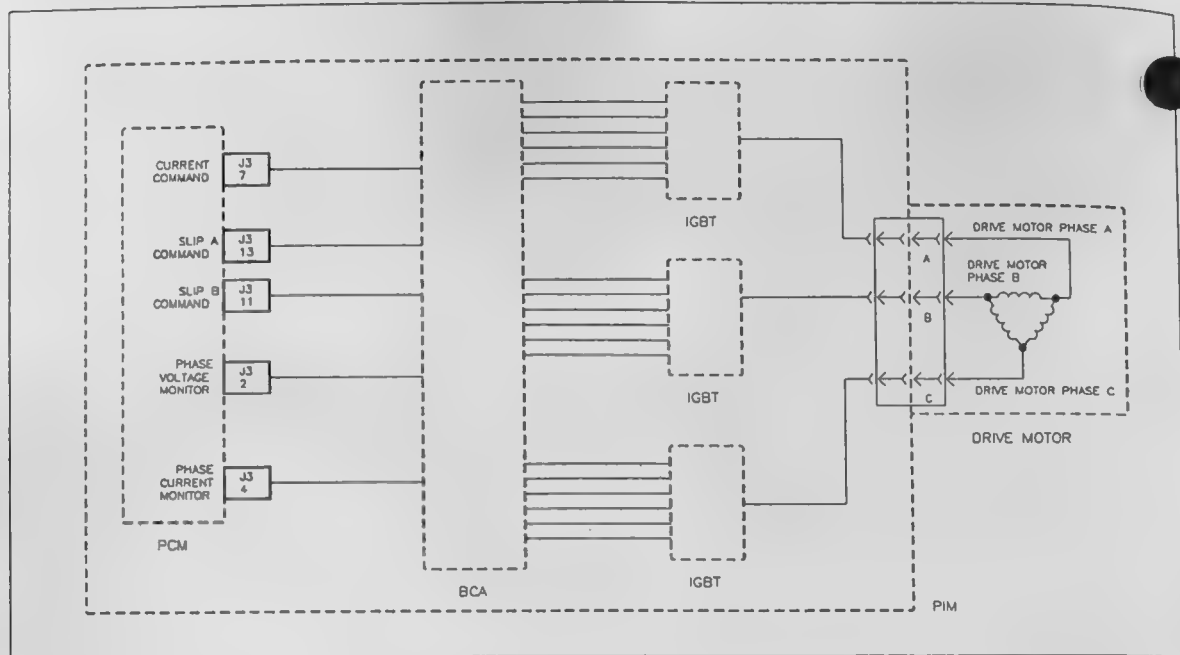 CURRENT
COMMAND
J3
7
SLIP A
COMMAND
J3
13
SLIP B
COMMAND
J3
11
PHASE
VOLTAGE
MONITOR
J3
2
PHASE
CURRENT
MONITOR
J3
4
PCM
BCA
IGBT
IGBT
IGBT
PIM
DRIVE MOTOR PHASE A
A
DRIVE MOTOR
PHASE B
B
DRIVE MOTOR PHASE C
C
DRIVE MOTOR